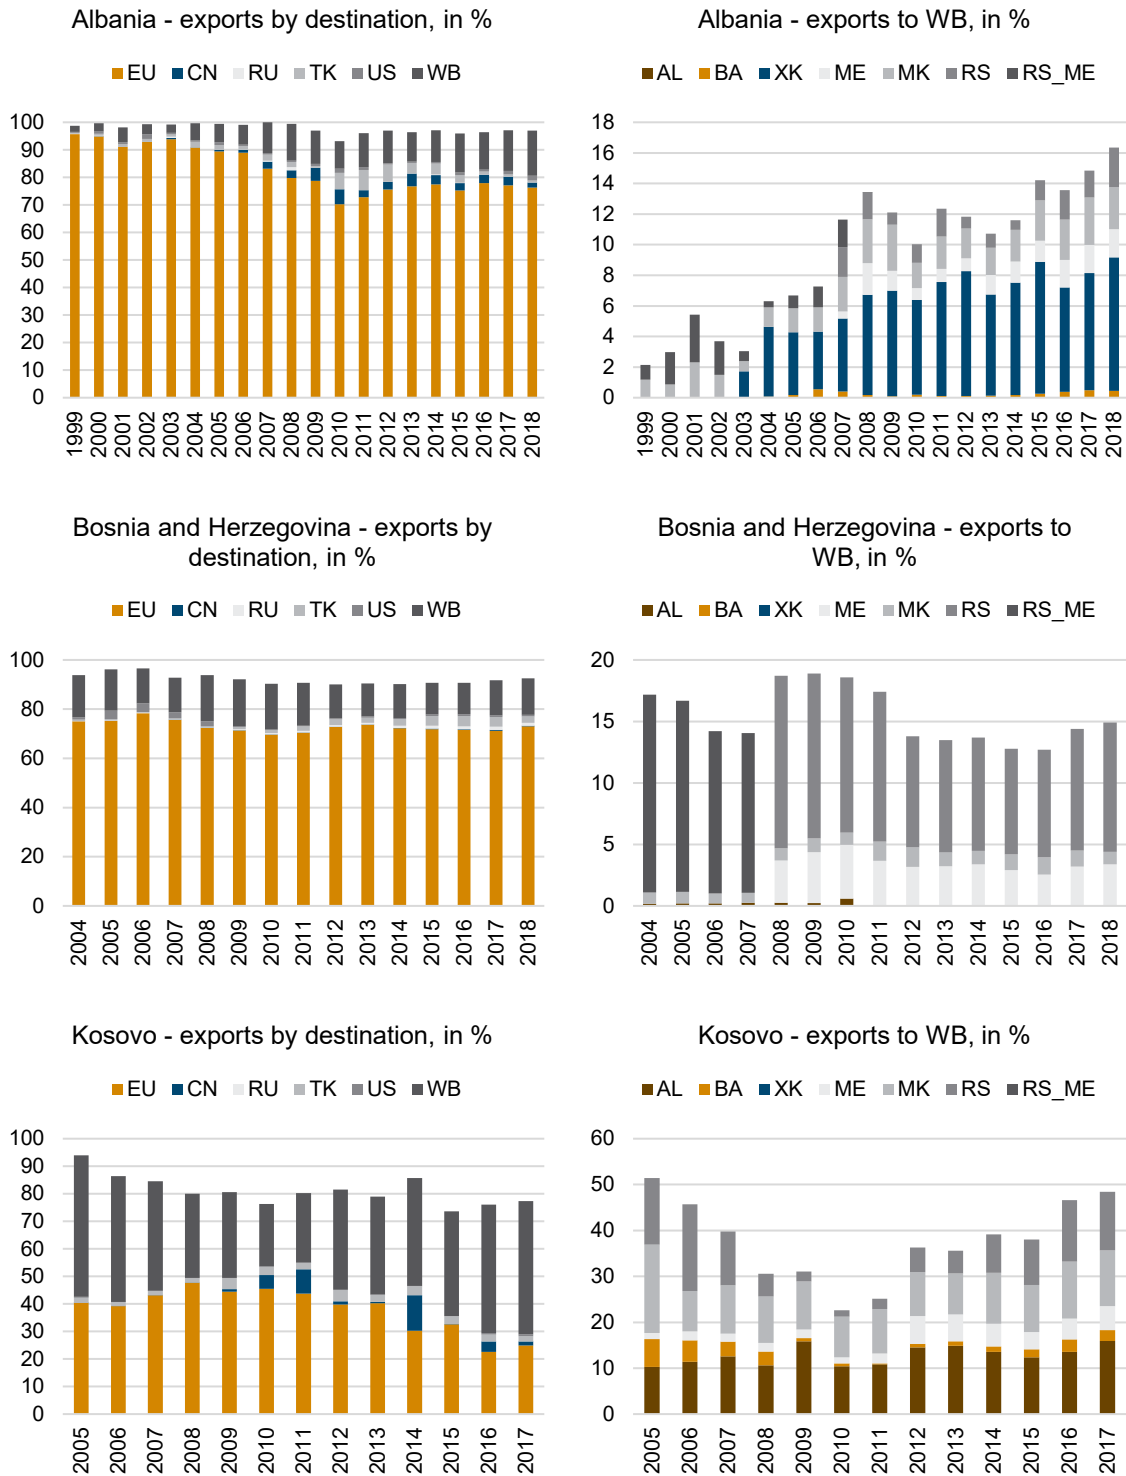 Albania - exports by destination, in %
EU CN RU TK US WB
100
90
80
70
60
50
40
30
20
10
0
1999 2000 2001 2002 2003 2004 2005 2006 2007 2008 2009 2010 2011 2012 2013 2014 2015 2016 2017 2018
Albania - exports to WB, in %
AL BA XK ME MK RS RS_ME
18
16
14
12
10
8
6
4
2
0
1999 2000 2001 2002 2003 2004 2005 2006 2007 2008 2009 2010 2011 2012 2013 2014 2015 2016 2017 2018
Bosnia and Herzegovina - exports by
destination, in %
EU CN RU TK US WB
100
80
60
40
20
0
2004 2005 2006 2007 2008 2009 2010 2011 2012 2013 2014 2015 2016 2017 2018
Bosnia and Herzegovina - exports to
WB, in %
AL BA XK ME MK RS RS_ME
20
15
10
5
0
2004 2005 2006 2007 2008 2009 2010 2011 2012 2013 2014 2015 2016 2017 2018
Kosovo - exports by destination, in %
EU CN RU TK US WB
100
90
80
70
60
50
40
30
20
10
0
2005 2006 2007 2008 2009 2010 2011 2012 2013 2014 2015 2016 2017
Kosovo - exports to WB, in %
AL BA XK ME MK RS RS_ME
60
50
40
30
20
10
0
2005 2006 2007 2008 2009 2010 2011 2012 2013 2014 2015 2016 2017